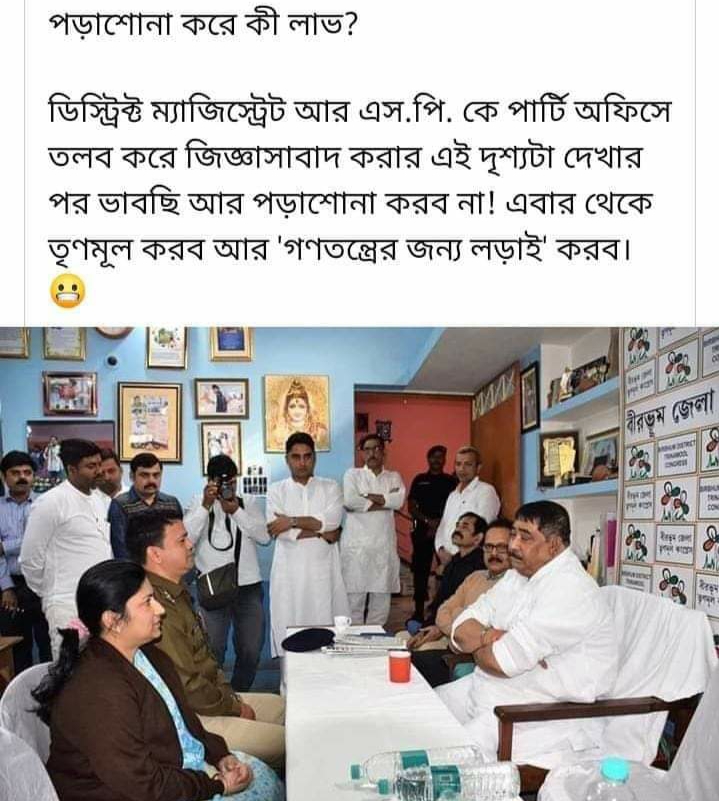 পড়াশোনা করে কী লাভ?
ডিস্ট্রিক্ট ম্যাজিস্ট্রেট আর এস.পি. কে পার্টি অফিসে
তলব করে জিজ্ঞাসাবাদ করার এই দৃশ্যটা দেখার
পর ভাবছি আর পড়াশোনা করব না! এবার থেকে
তৃণমূল করব আর 'গণতন্ত্রের জন্য লড়াই' করব।
😬
বীরভূম জেলা